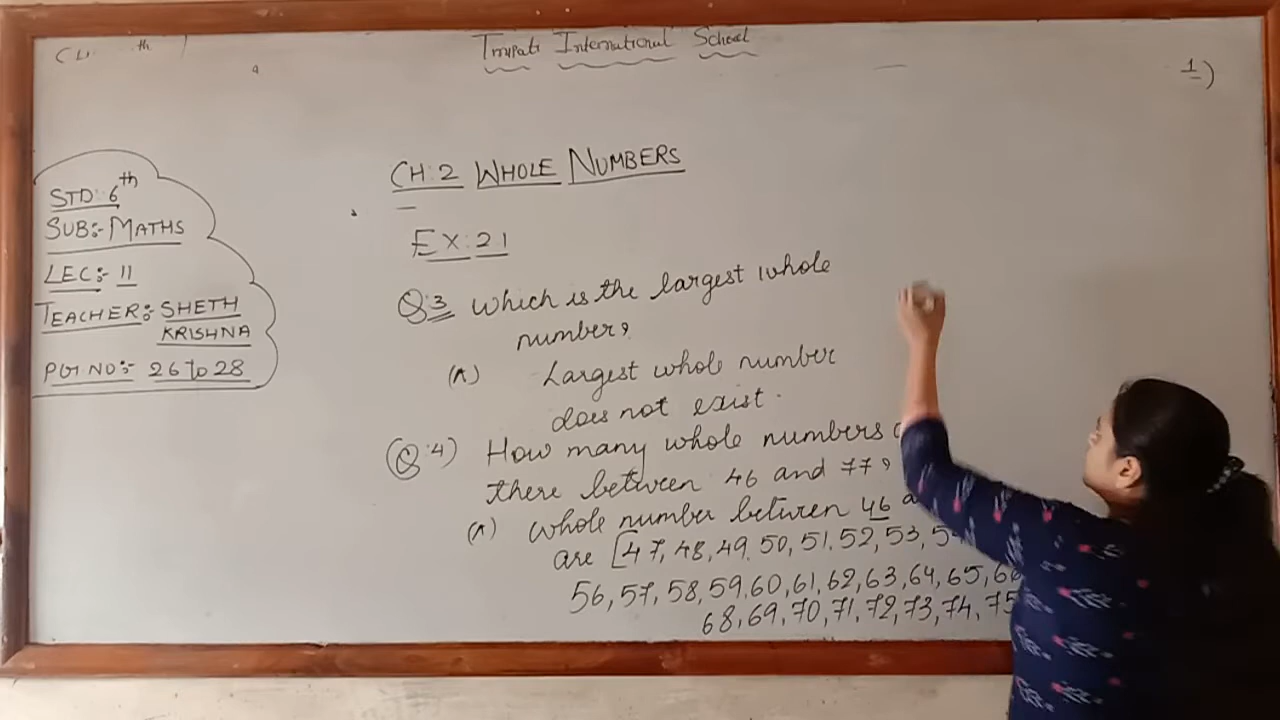 International School
1)
STD: 6th
SUB:- MATHS
LEC:- 11
TEACHER:- SHETH
KRISHNA
PG NO:- 26 to 28
CH:2 WHOLE NUMBERS
EX:21
Q:3 which is the largest whole
number?
(A) Largest whole number
does not exist.
(Q:4) How many whole numbers
there between 46 and 77?
(A) whole number between 46
are [47, 48, 49. 50, 51. 52, 53,
56, 57, 58, 59. 60, 61, 62, 63, 64, 65,
68, 69, 70, 71, 72, 73, 74, 75